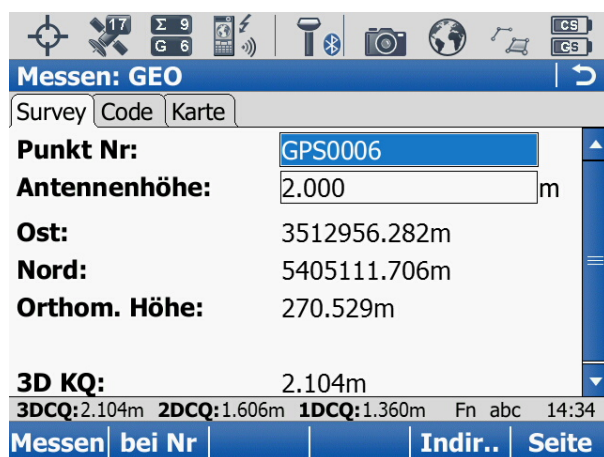 17 Σ 9 CS
G 6 GS
Messen: GEO
Survey Code Karte
Punkt Nr: GPS0006
Antennenhöhe: 2.000 m
Ost: 3512956.282m
Nord: 5405111.706m
Orthom. Höhe: 270.529m
3D KQ: 2.104m
3DCQ:2.104m 2DCQ:1.606m 1DCQ:1.360m Fn abc 14:34
Messen bei Nr Indir.. Seite